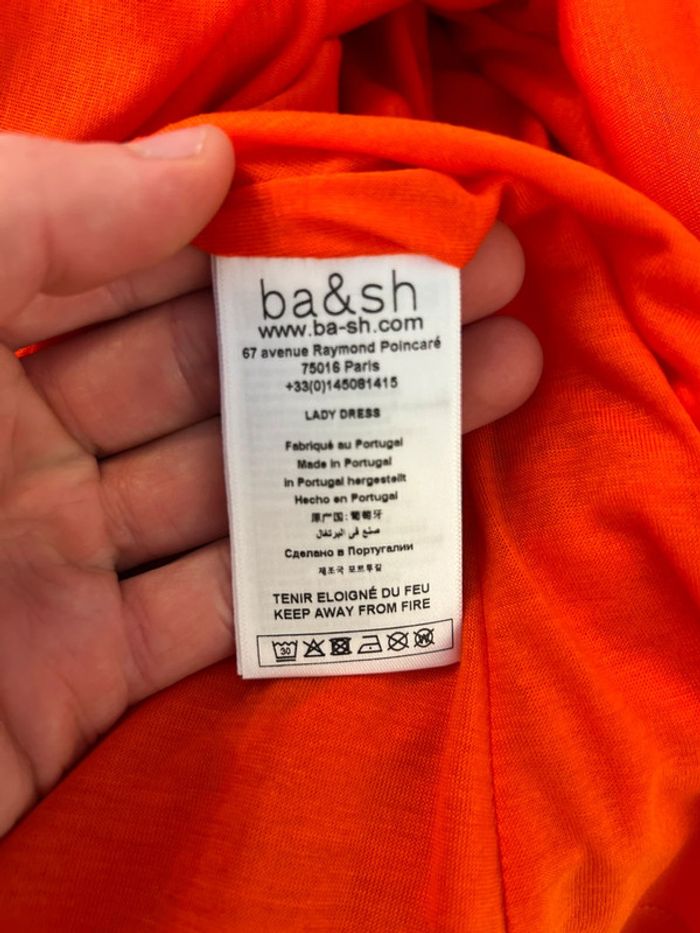 ba&sh
www.ba-sh.com
67 avenue Raymond Poincaré
75016 Paris
+33(0)145081415
LADY DRESS
Fabriqué au Portugal
Made in Portugal
in Portugal hergestellt
Hecho en Portugal
原产国:葡萄牙
صنع في البرتغال
Сделано в Португалии
제조국 포르투갈
TENIR ELOIGNÉ DU FEU
KEEP AWAY FROM FIRE
30 W